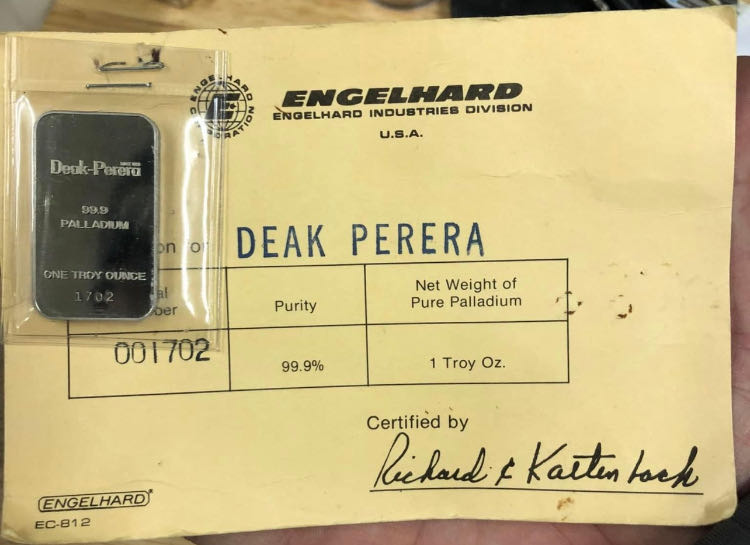 ENGELHARD
ENGELHARD INDUSTRIES DIVISION
U.S.A.
E
Deak-Perera
99.9
PALLADIUM
ONE TROY OUNCE
1702
DEAK PERERA
Purity
Net Weight of
Pure Palladium
001702
99.9%
1 Troy Oz.
Certified by
Richard
ENGELHARD
EC-812